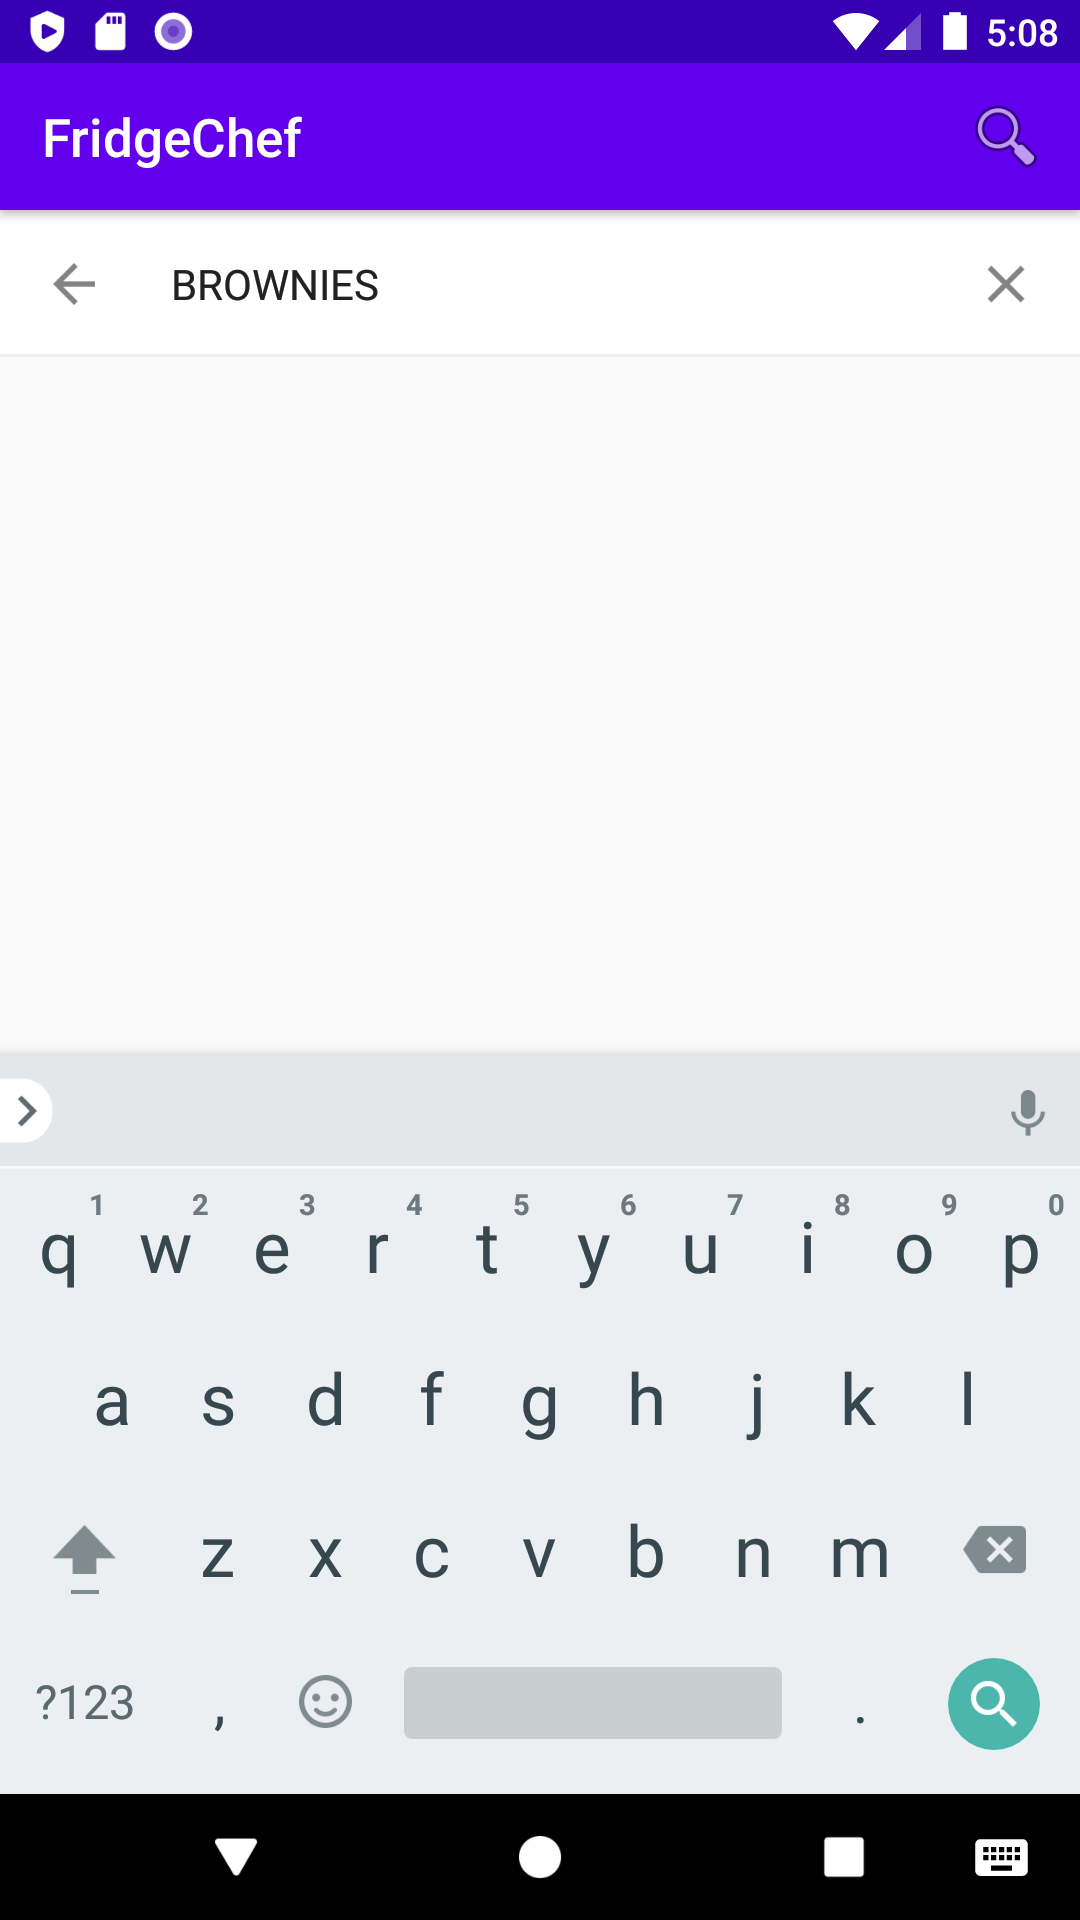 5:08
FridgeChef
BROWNIES
1 2 3 4 5 6 7 8 9 0
q w e r t y u i o p
a s d f g h j k l
z x c v b n m
?123 , .